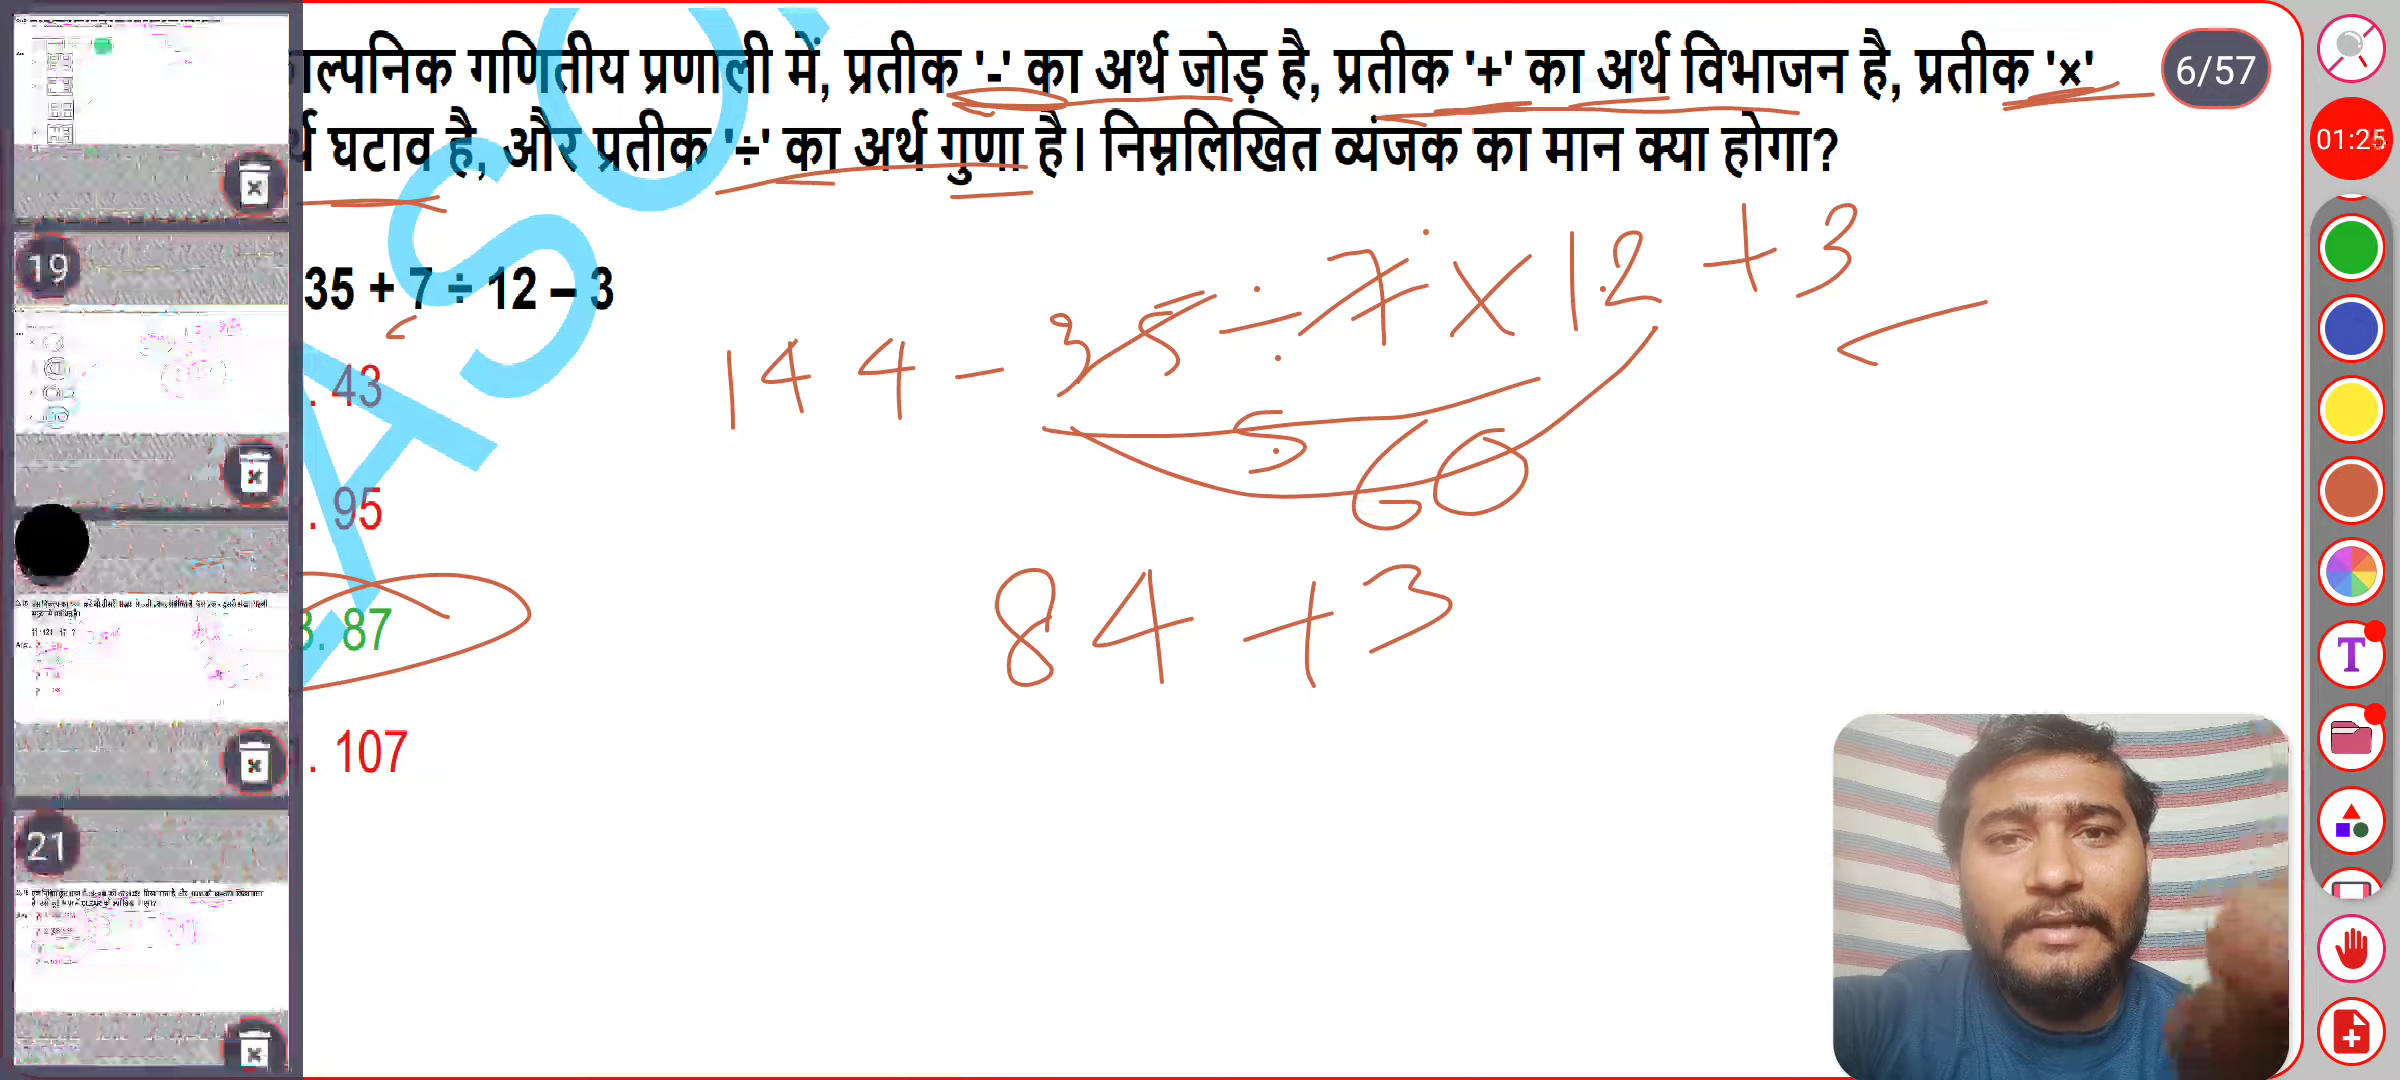 6/57
ाल्पनिक गणितीय प्रणाली में, प्रतीक '-' का अर्थ जोड़ है, प्रतीक '+' का अर्थ विभाजन है, प्रतीक '×'
र्थ घटाव है, और प्रतीक '÷' का अर्थ गुणा है। निम्नलिखित व्यंजक का मान क्या होगा?
01:25
19
35 + 7 ÷ 12 – 3
144 - 35 ÷ 7 × 12 + 3
. 43
5 60
. 95
84 + 3
3. 87
. 107
T
21